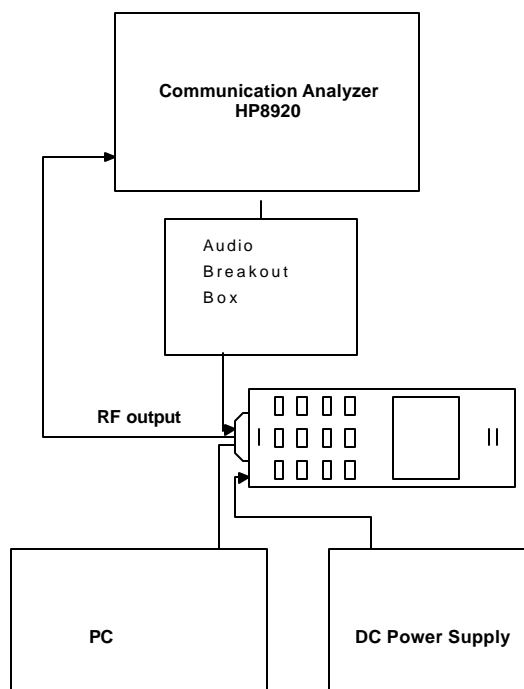 Communication Analyzer
HP8920
Audio
Breakout
Box
RF output
PC
DC Power Supply